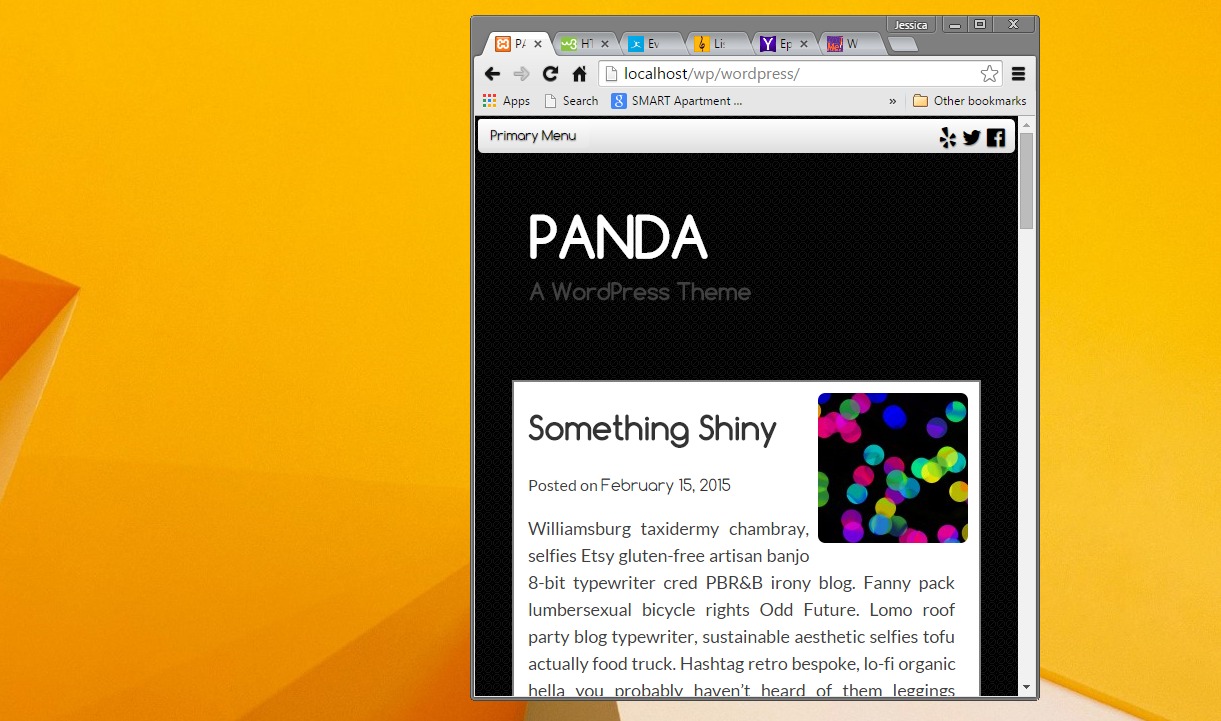 Jessica
PA
HT
Ev
Lis
Ep
W
localhost/wp/wordpress/
Apps
Search
SMART Apartment ...
»
Other bookmarks
Primary Menu
PANDA
A WordPress Theme
Something Shiny
Posted on February 15, 2015
Williamsburg taxidermy chambray,
selfies Etsy gluten-free artisan banjo
8-bit typewriter cred PBR&B irony blog. Fanny pack
lumbersexual bicycle rights Odd Future. Lomo roof
party blog typewriter, sustainable aesthetic selfies tofu
actually food truck. Hashtag retro bespoke, lo-fi organic
hella you probably haven’t heard of them leggings